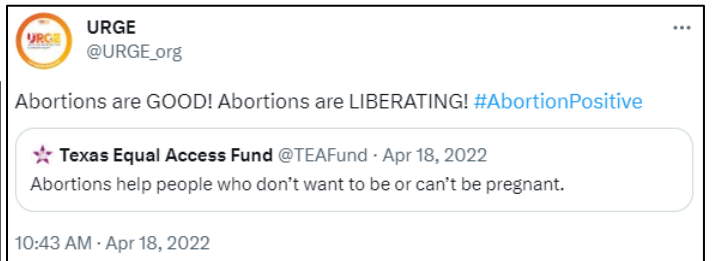 URGE
@URGE_org
Abortions are GOOD! Abortions are LIBERATING! #AbortionPositive
Texas Equal Access Fund @TEAFund · Apr 18, 2022
Abortions help people who don’t want to be or can’t be pregnant.
10:43 AM · Apr 18, 2022